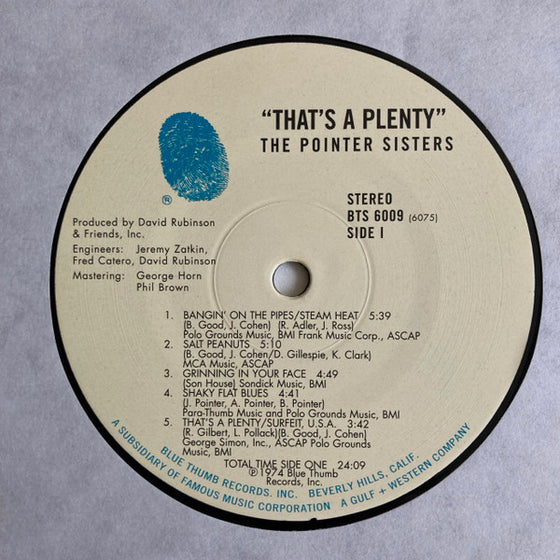 "THAT'S A PLENTY"
THE POINTER SISTERS
®
STEREO
BTS 6009 (6075)
SIDE I
Produced by David Rubinson
& Friends, Inc.
Engineers: Jeremy Zatkin,
Fred Catero, David Rubinson
Mastering: George Horn
Phil Brown
1. BANGIN' ON THE PIPES/STEAM HEAT 5:39
(B. Good, J. Cohen) (R. Adler, J. Ross)
Polo Grounds Music, BMI Frank Music Corp., ASCAP
2. SALT PEANUTS 5:10
(B. Good, J. Cohen/D. Gillespie, K. Clark)
MCA Music, ASCAP
3. GRINNING IN YOUR FACE 4:49
(Son House) Sondick Music, BMI
4. SHAKY FLAT BLUES 4:41
(J. Pointer, A. Pointer, B. Pointer)
Para-Thumb Music and Polo Grounds Music, BMI
5. THAT'S A PLENTY/SURFEIT, U.S.A. 3:42
(R. Gilbert, L. Pollack)(B. Good, J. Cohen)
George Simon, Inc., ASCAP Polo Grounds
Music, BMI
TOTAL TIME SIDE ONE 24:09
℗1974 Blue Thumb
Records, Inc.
BLUE THUMB RECORDS. INC. BEVERLY HILLS, CALIF.
A SUBSIDIARY OF FAMOUS MUSIC CORPORATION A GULF + WESTERN COMPANY